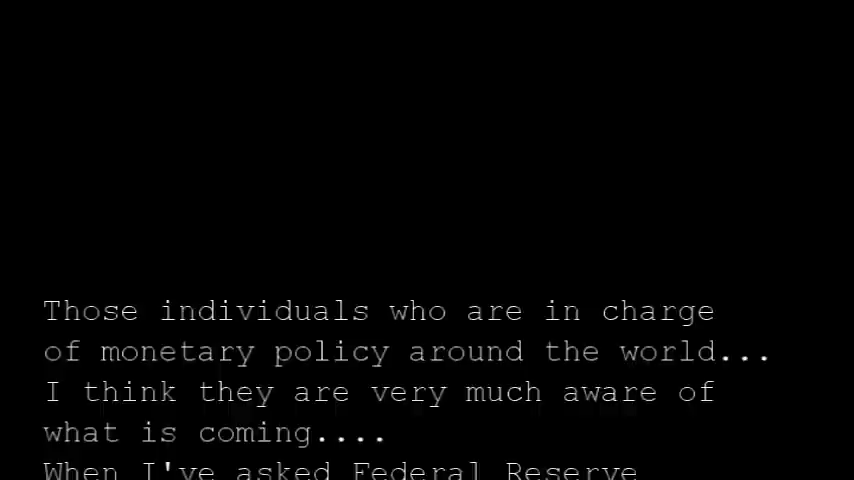 Those individuals who are in charge
of monetary policy around the world...
I think they are very much aware of
what is coming....
When I've asked Federal Reserve